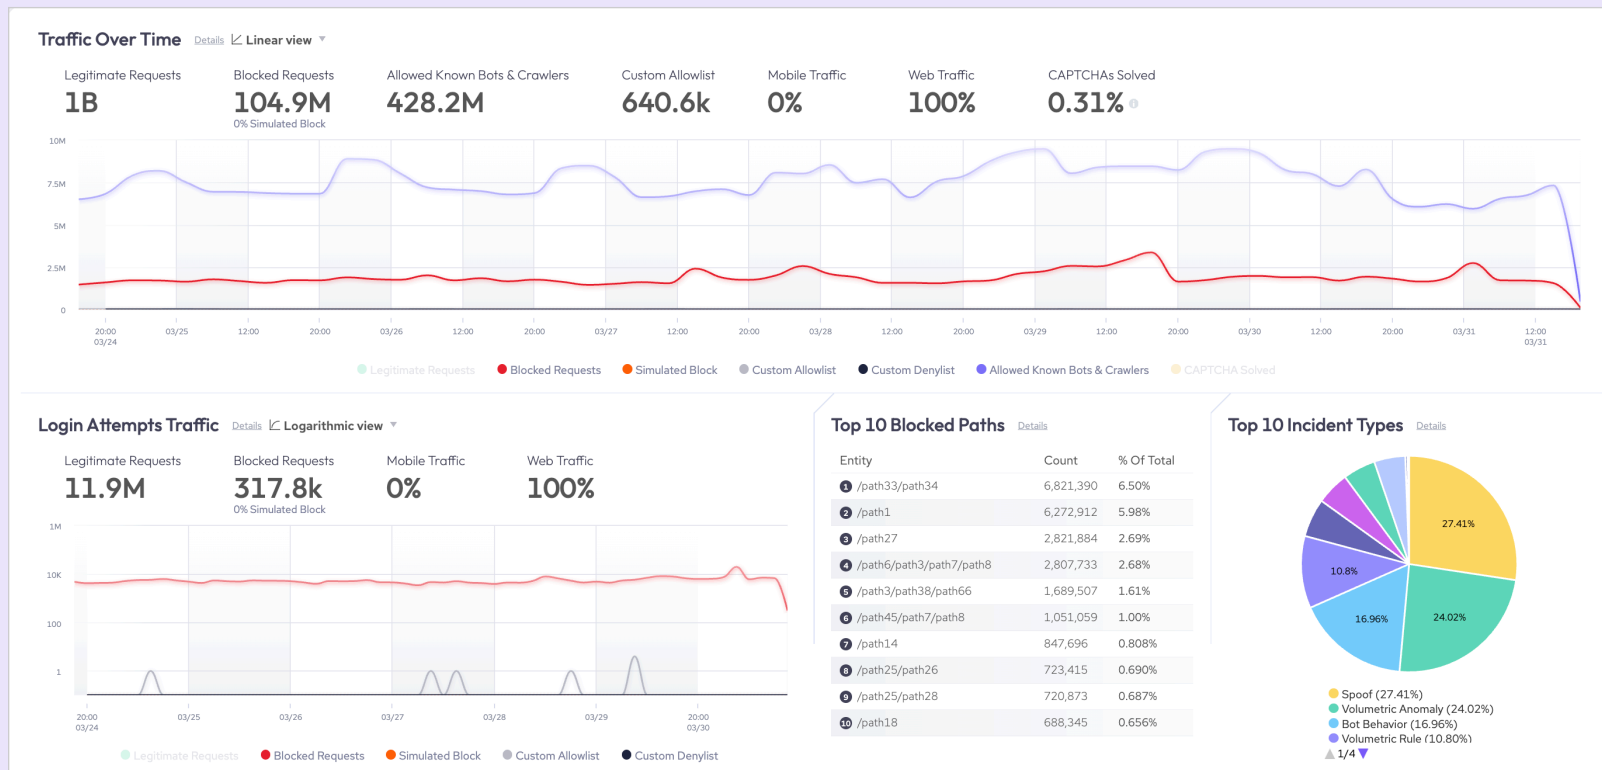 Traffic Over Time Details Linear view
Legitimate Requests Blocked Requests Allowed Known Bots & Crawlers Custom Allowlist Mobile Traffic Web Traffic CAPTCHAs Solved
1B 104.9M 428.2M 640.6k 0% 100% 0.31%
0% Simulated Block
10M
7.5M
5M
2.5M
0
20:00 03/25 12:00 20:00 03/26 12:00 20:00 03/27 12:00 20:00 03/28 12:00 20:00 03/29 12:00 20:00 03/30 12:00 20:00 03/31 12:00
03/24 03/31
Legitimate Requests Blocked Requests Simulated Block Custom Allowlist Custom Denylist Allowed Known Bots & Crawlers CAPTCHA Solved
Login Attempts Traffic Details Logarithmic view
Legitimate Requests Blocked Requests Mobile Traffic Web Traffic
11.9M 317.8k 0% 100%
0% Simulated Block
1M
10K
100
1
20:00 03/25 03/26 03/27 03/28 03/29 20:00
03/24 03/30
Legitimate Requests Blocked Requests Simulated Block Custom Allowlist Custom Denylist
Top 10 Blocked Paths Details
Entity Count % Of Total
1 /path33/path34 6,821,390 6.50%
2 /path1 6,272,912 5.98%
3 /path27 2,821,884 2.69%
4 /path6/path3/path7/path8 2,807,733 2.68%
5 /path3/path38/path66 1,689,507 1.61%
6 /path45/path7/path8 1,051,059 1.00%
7 /path14 847,696 0.808%
8 /path25/path26 723,415 0.690%
9 /path25/path28 720,873 0.687%
10 /path18 688,345 0.656%
Top 10 Incident Types Details
27.41%
10.8%
16.96% 24.02%
Spoof (27.41%)
Volumetric Anomaly (24.02%)
Bot Behavior (16.96%)
Volumetric Rule (10.80%)
1/4